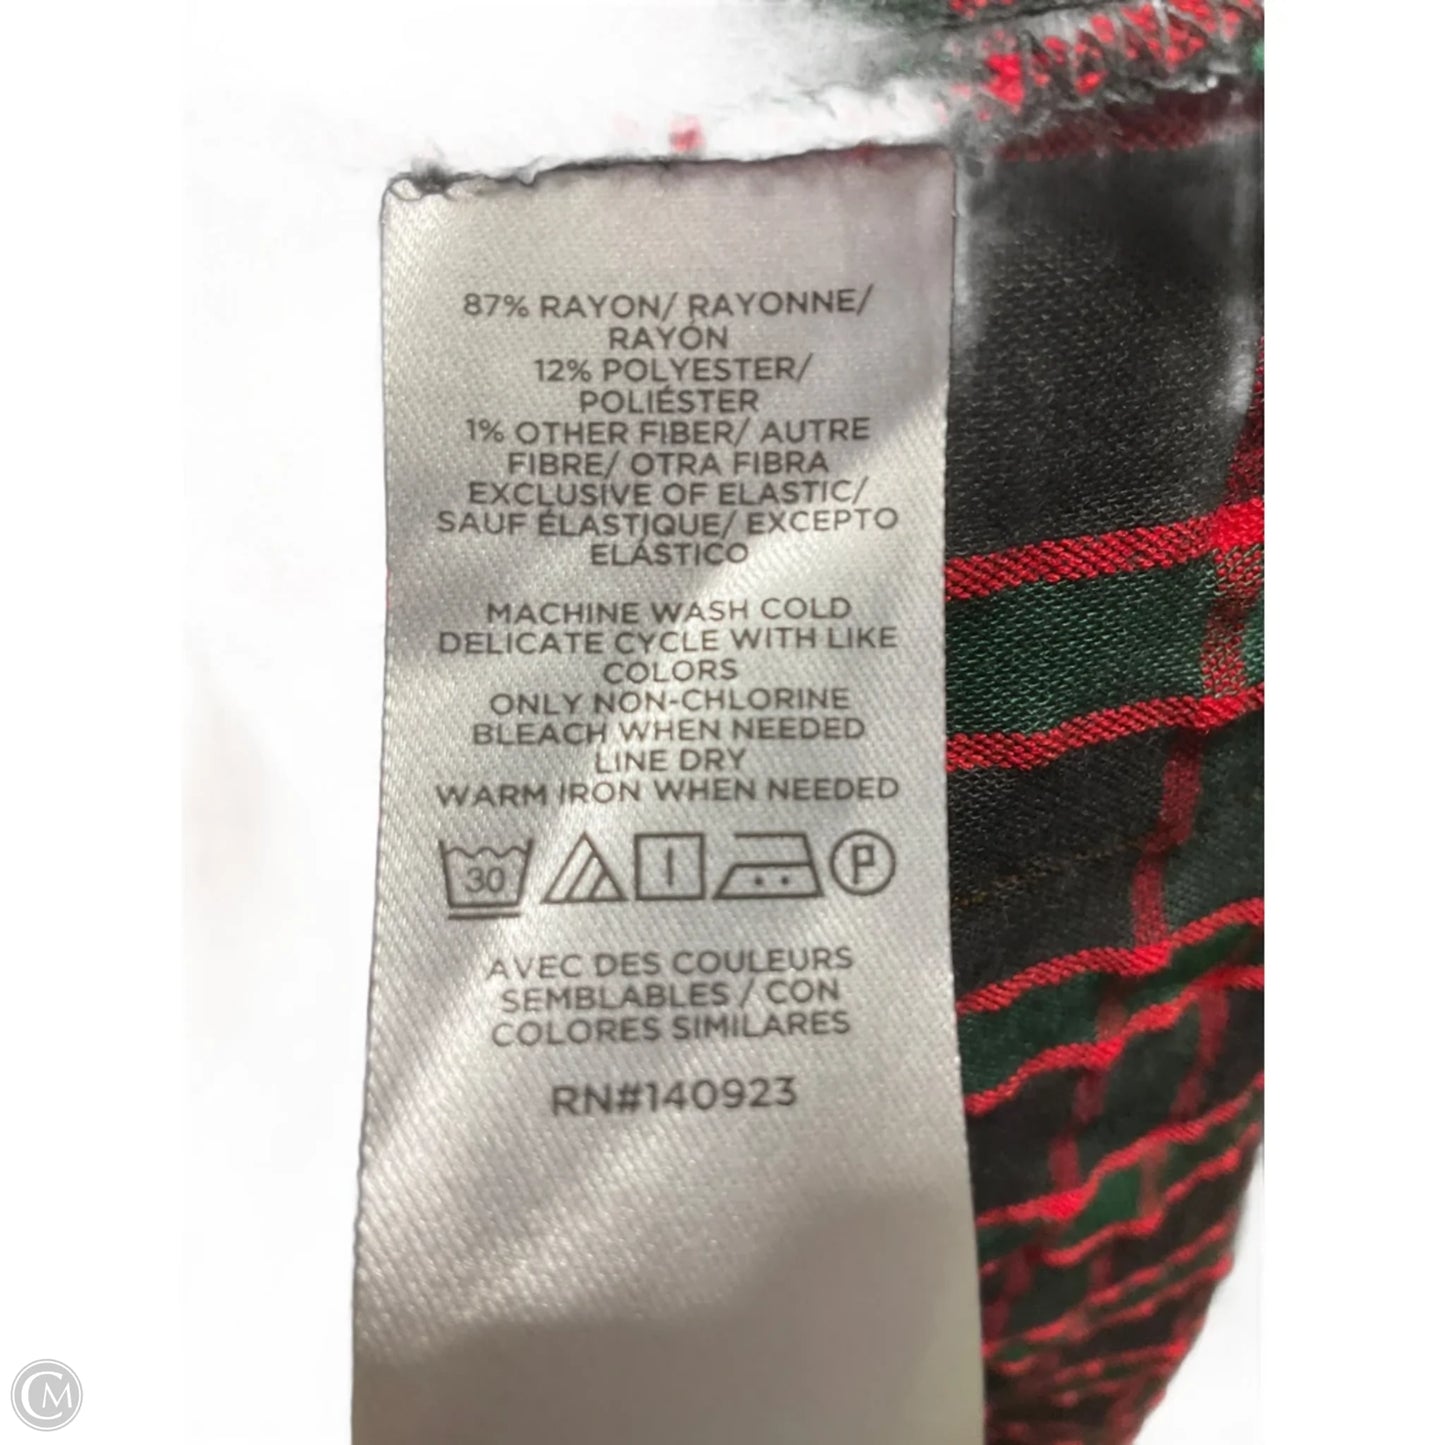 87% RAYON/ RAYONNE/
RAYÓN
12% POLYESTER/
POLIÉSTER
1% OTHER FIBER/ AUTRE
FIBRE/ OTRA FIBRA
EXCLUSIVE OF ELASTIC/
SAUF ÉLASTIQUE/ EXCEPTO
ELÁSTICO
MACHINE WASH COLD
DELICATE CYCLE WITH LIKE
COLORS
ONLY NON-CHLORINE
BLEACH WHEN NEEDED
LINE DRY
WARM IRON WHEN NEEDED
30 P
AVEC DES COULEURS
SEMBLABLES / CON
COLORES SIMILARES
RN#140923
CM